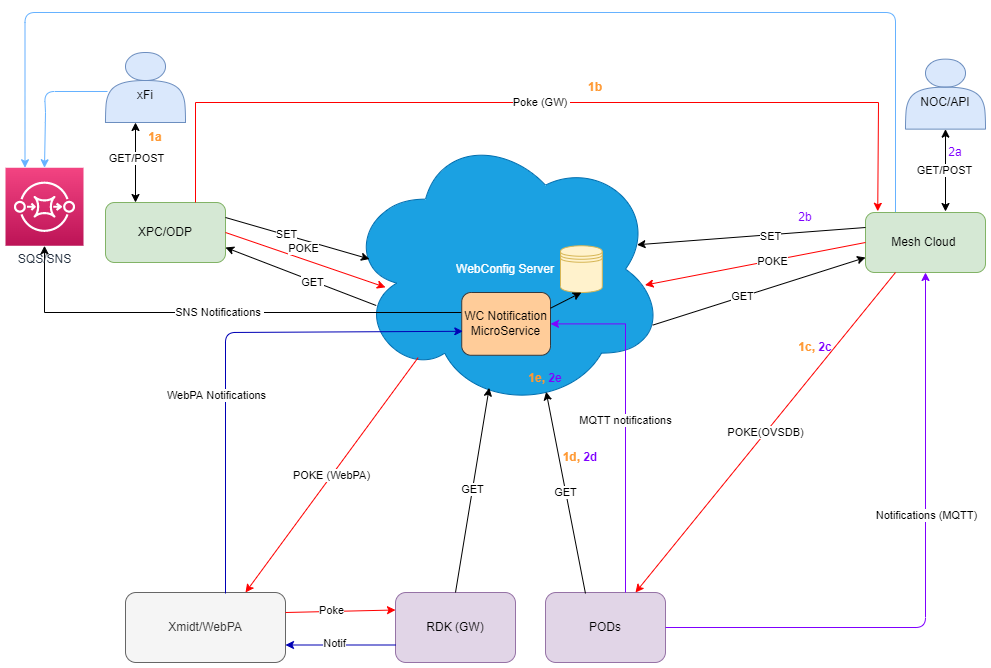 xFi
1b
Poke (GW)
NOC/API
1a
GET/POST
2a
GET/POST
XPC/ODP
2b
SET
SET
Mesh Cloud
POKE
POKE
SQS/SNS
WebConfig Server
GET
GET
SNS Notifications
WC Notification
MicroService
1c, 2c
1e, 2e
WebPA Notifications
MQTT notifications
POKE(OVSDB)
1d, 2d
POKE (WebPA)
GET
GET
Notifications (MQTT)
Poke
Xmidt/WebPA
RDK (GW)
PODs
Notif